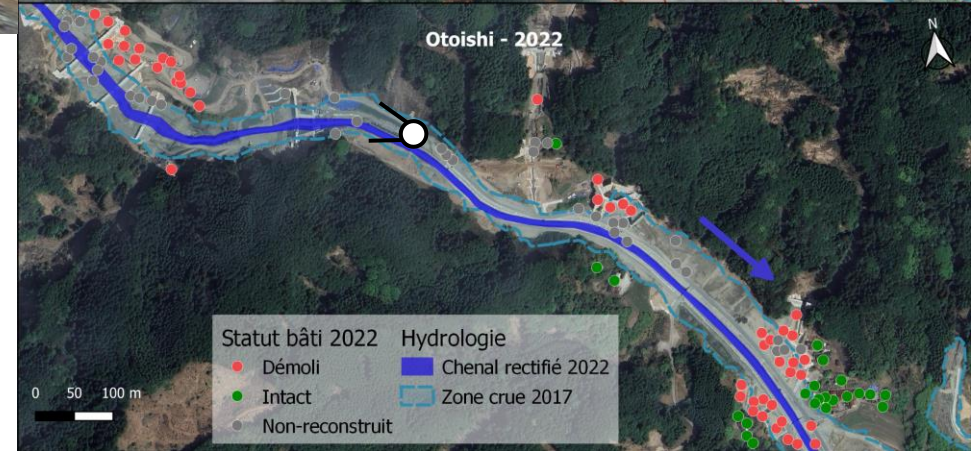 Otoishi - 2022
N
Statut bâti 2022
Démoli
Intact
Non-reconstruit
Hydrologie
Chenal rectifié 2022
Zone crue 2017
0 50 100 m